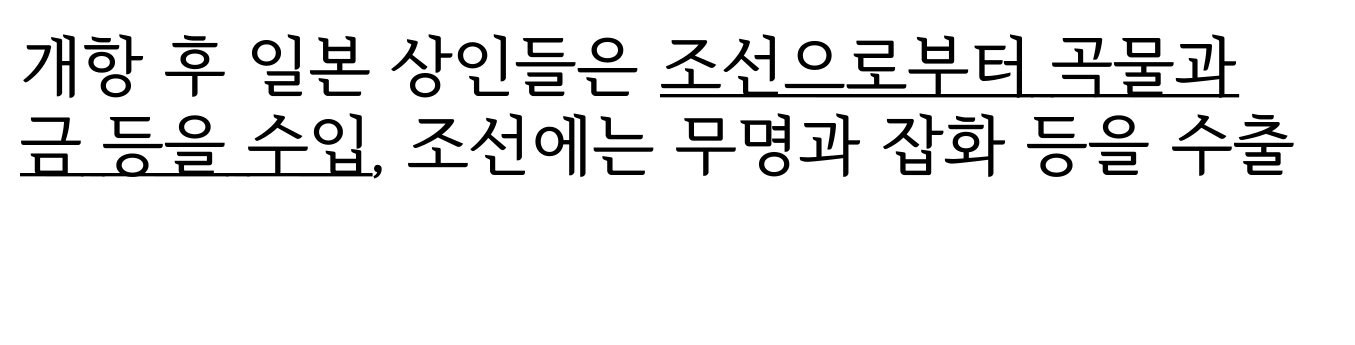 개항 후 일본 상인들은 조선으로부터 곡물과
금 등을 수입, 조선에는 무명과 잡화 등을 수출